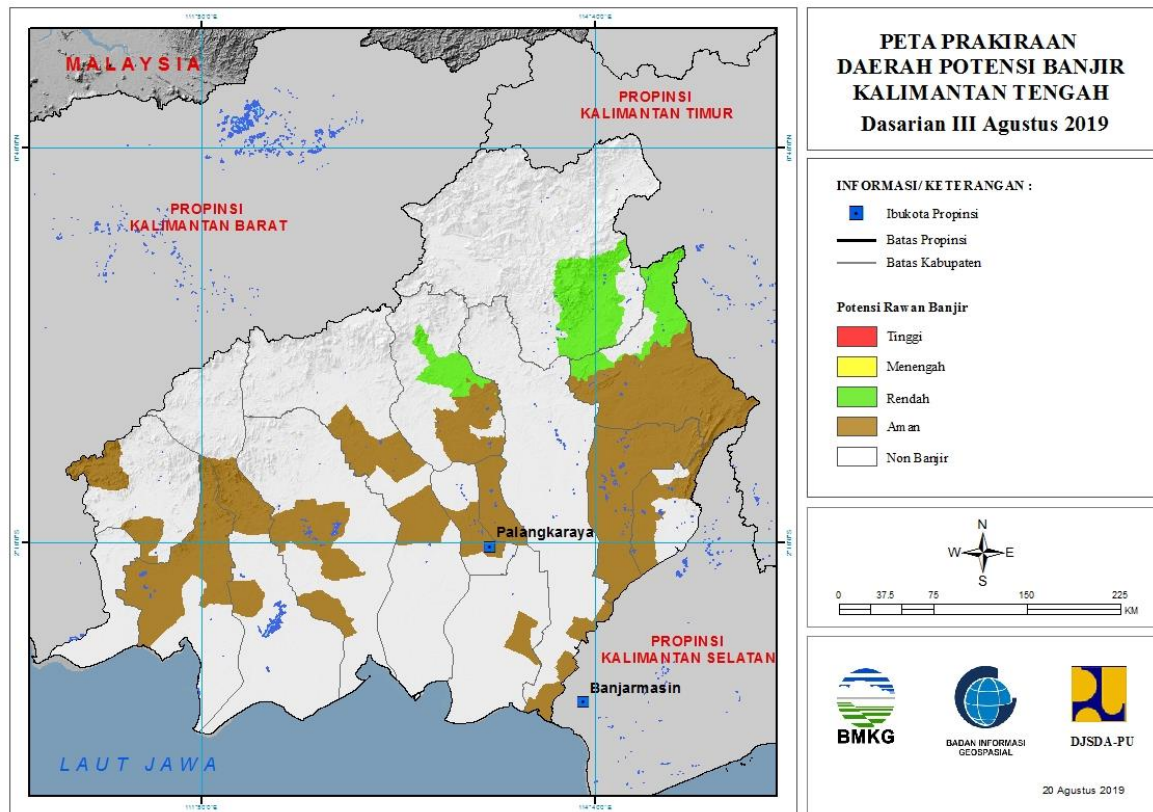 PETA PRAKIRAAN
DAERAH POTENSI BANJIR
KALIMANTAN TENGAH
Dasarian III Agustus 2019
INFORMASI/ KETERANGAN :
Ibukota Propinsi
Batas Propinsi
Batas Kabupaten
Potensi Rawan Banjir
Tinggi
Menengah
Rendah
Aman
Non Banjir
N
W E
S
0 37.5 75 150 225
KM
BMKG
BADAN INFORMASI
GEOSPASIAL
DJSDA-PU
20 Agustus 2019
MALAYSIA
PROPINSI
KALIMANTAN TIMUR
PROPINSI
KALIMANTAN BARAT
Palangkaraya
PROPINSI
KALIMANTAN SELATAN
Banjarmasin
LAUT JAWA